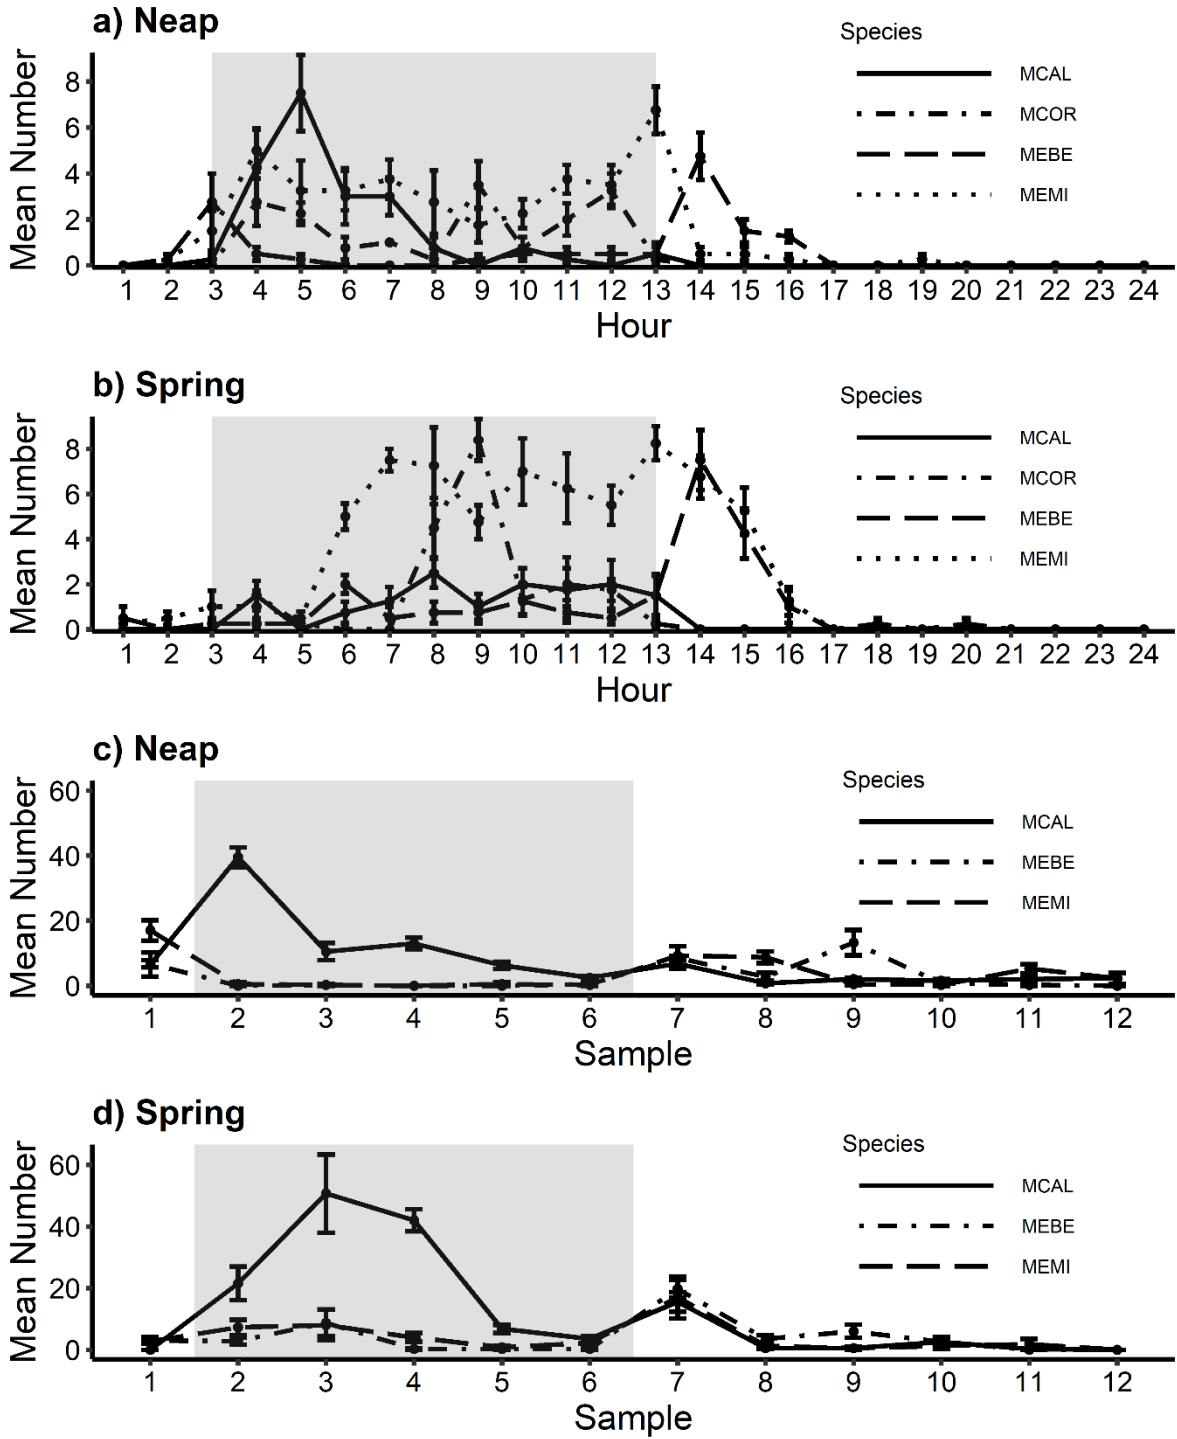 a) Neap
Species
MCAL
MCOR
MEBE
MEMI
Mean Number
8
6
4
2
0
1 2 3 4 5 6 7 8 9 10 11 12 13 14 15 16 17 18 19 20 21 22 23 24
Hour
b) Spring
Species
MCAL
MCOR
MEBE
MEMI
Mean Number
8
6
4
2
0
1 2 3 4 5 6 7 8 9 10 11 12 13 14 15 16 17 18 19 20 21 22 23 24
Hour
c) Neap
Species
MCAL
MEBE
MEMI
Mean Number
60
40
20
0
1 2 3 4 5 6 7 8 9 10 11 12
Sample
d) Spring
Species
MCAL
MEBE
MEMI
Mean Number
60
40
20
0
1 2 3 4 5 6 7 8 9 10 11 12
Sample